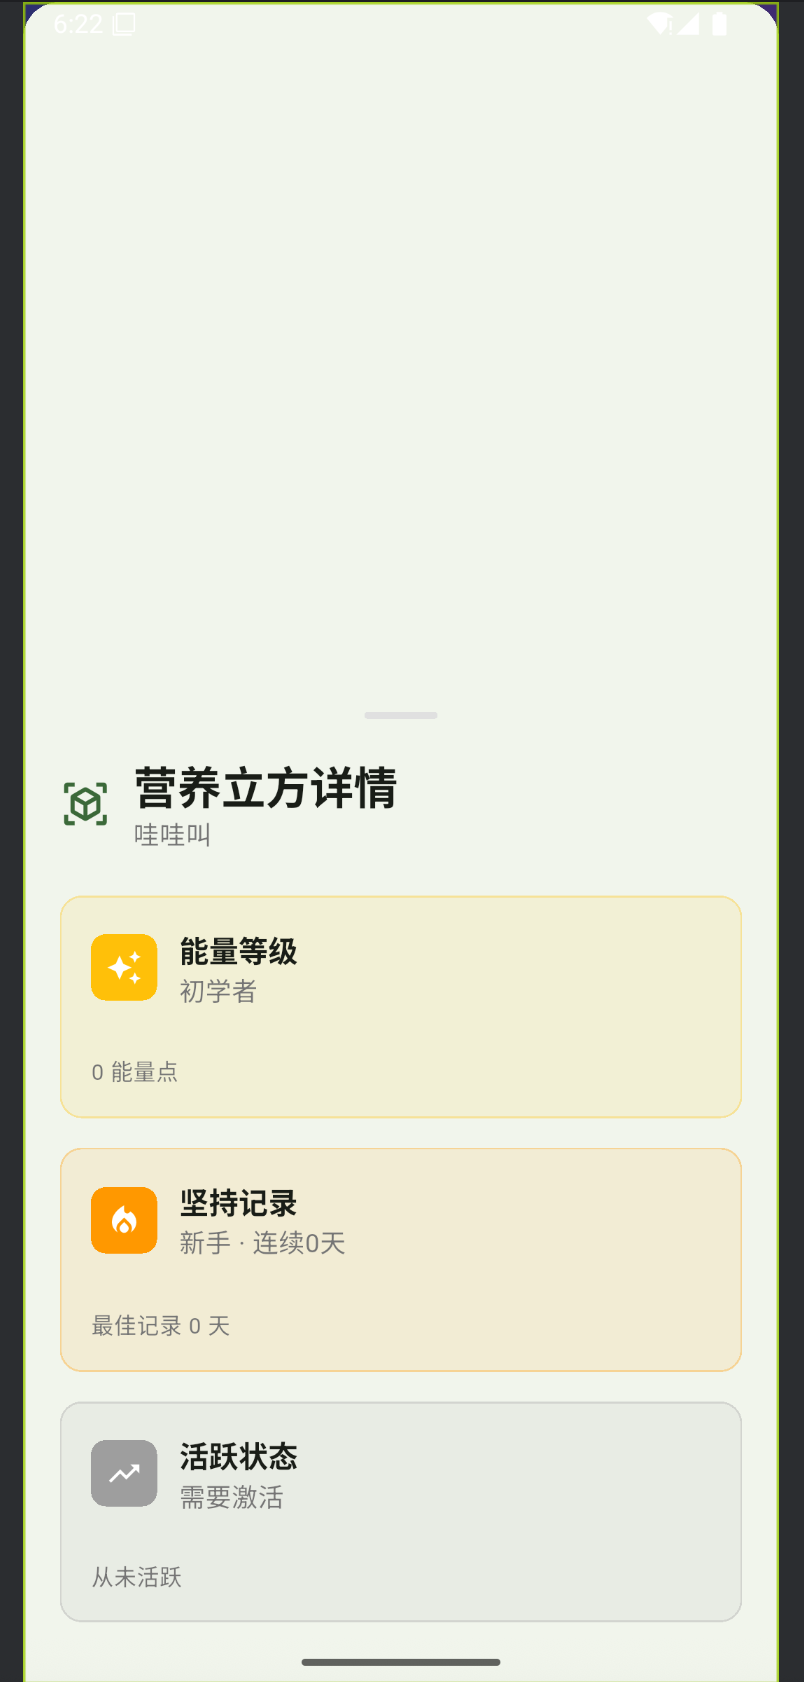 6:22
营养立方详情
哇哇叫
能量等级
初学者
0 能量点
坚持记录
新手 · 连续0天
最佳记录 0 天
活跃状态
需要激活
从未活跃